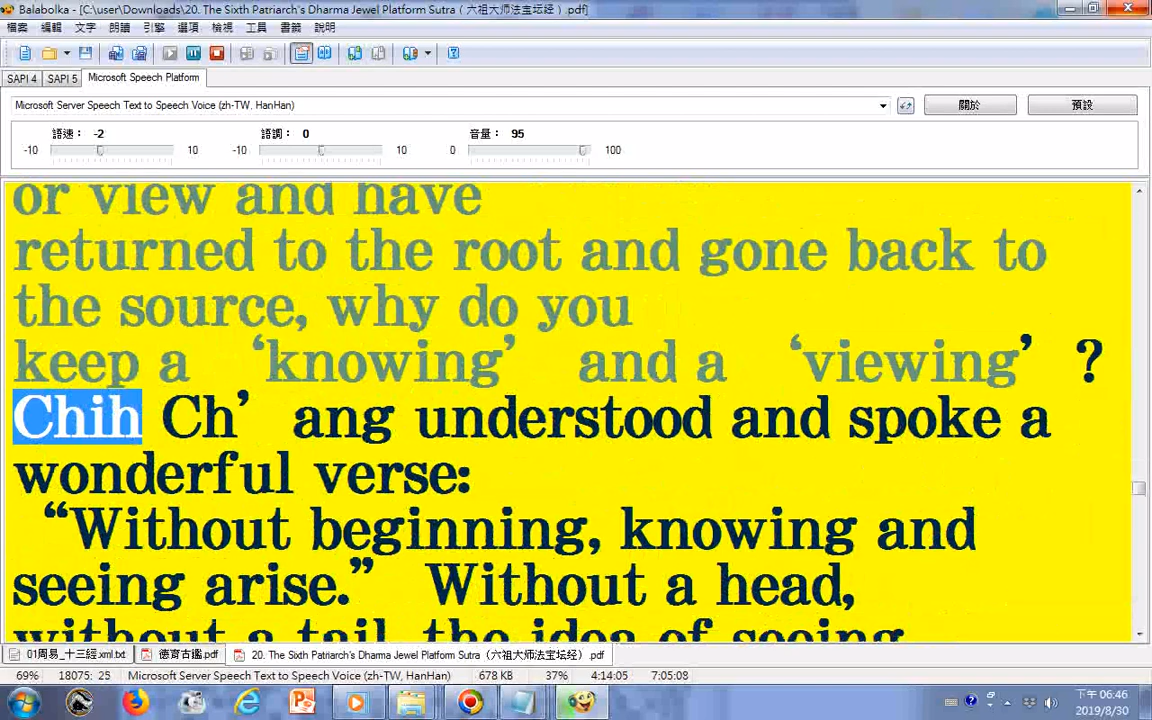 Balabolka - [C:\user\Downloads\20. The Sixth Patriarch's Dharma Jewel Platform Sutra（六祖大师法宝坛经）.pdf]
檔案 編輯 文字 朗讀 引擎 選項 檢視 工具 書籤 說明
SAPI 4 SAPI 5 Microsoft Speech Platform
Microsoft Server Speech Text to Speech Voice (zh-TW, HanHan) 關於 預設
語速： -2 語調： 0 音量： 95
-10 10 -10 10 0 100
or view and have
returned to the root and gone back to
the source, why do you
keep a ‘knowing’ and a ‘viewing’？
Chih Ch’ ang understood and spoke a
wonderful verse:
“Without beginning, knowing and
seeing arise.” Without a head,
without a tail, the idea of seeing
01周易_十三經.xml.txt 德育古鑑.pdf 20. The Sixth Patriarch's Dharma Jewel Platform Sutra（六祖大师法宝坛经）.pdf
69% 18075: 25 Microsoft Server Speech Text to Speech Voice (zh-TW, HanHan) 678 KB 37% 4:14:05 7:05:08
下午 06:46
2019/8/30